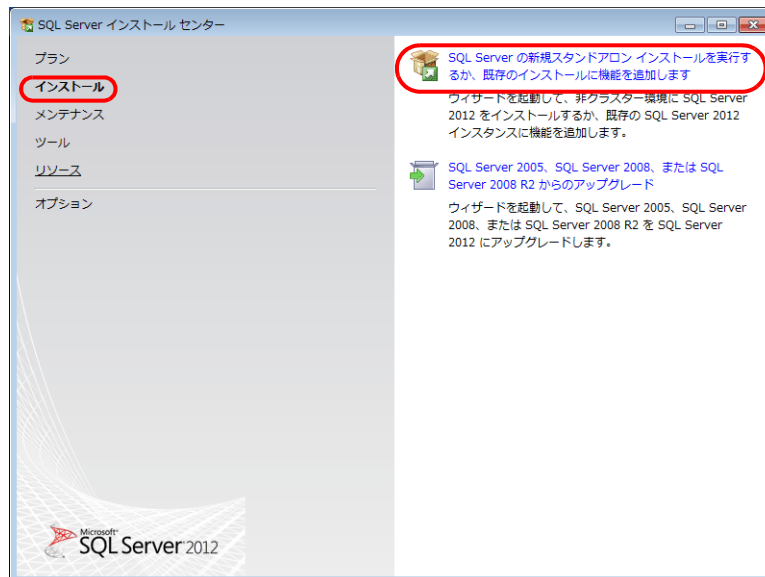 SQL Server インストール センター
プラン
インストール
メンテナンス
ツール
リソース
オプション
SQL Server の新規スタンドアロン インストールを実行す
るか、既存のインストールに機能を追加します
ウィザードを起動して、非クラスター環境に SQL Server
2012 をインストールするか、既存の SQL Server 2012
インスタンスに機能を追加します。
SQL Server 2005、SQL Server 2008、または SQL
Server 2008 R2 からのアップグレード
ウィザードを起動して、SQL Server 2005、SQL Server
2008、または SQL Server 2008 R2 を SQL Server
2012 にアップグレードします。
Microsoft
SQL Server 2012